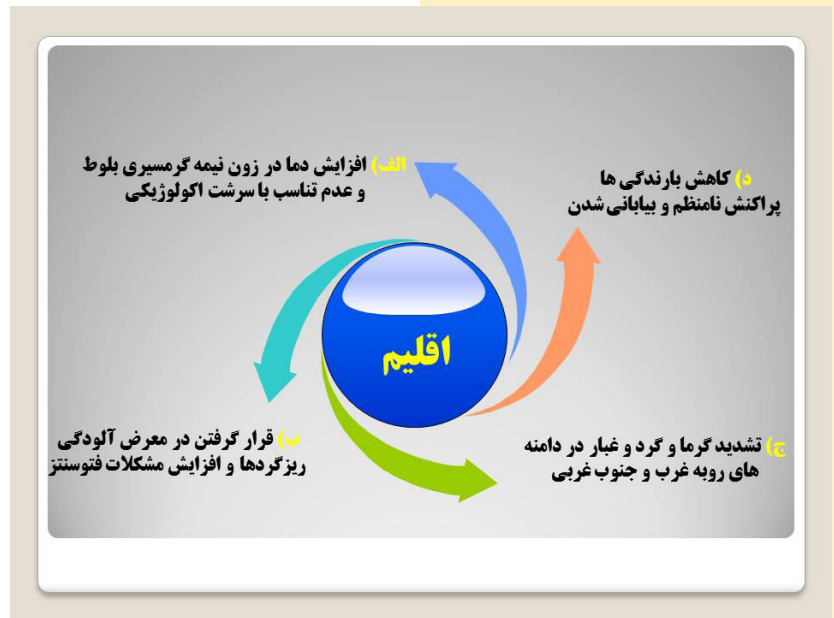 الف) افزایش دما در زون نیمه گرمسیری بلوط
و عدم تناسب با سرشت اکولوژیکی
د) کاهش بارندگی ها
پراکنش نامنظم و بیابانی شدن
اقلیم
ب) قرار گرفتن در معرض آلودگی
ریزگردها و افزایش مشکلات فتوسنتز
ج) تشدید گرما و گرد و غبار در دامنه
های روبه غرب و جنوب غربی